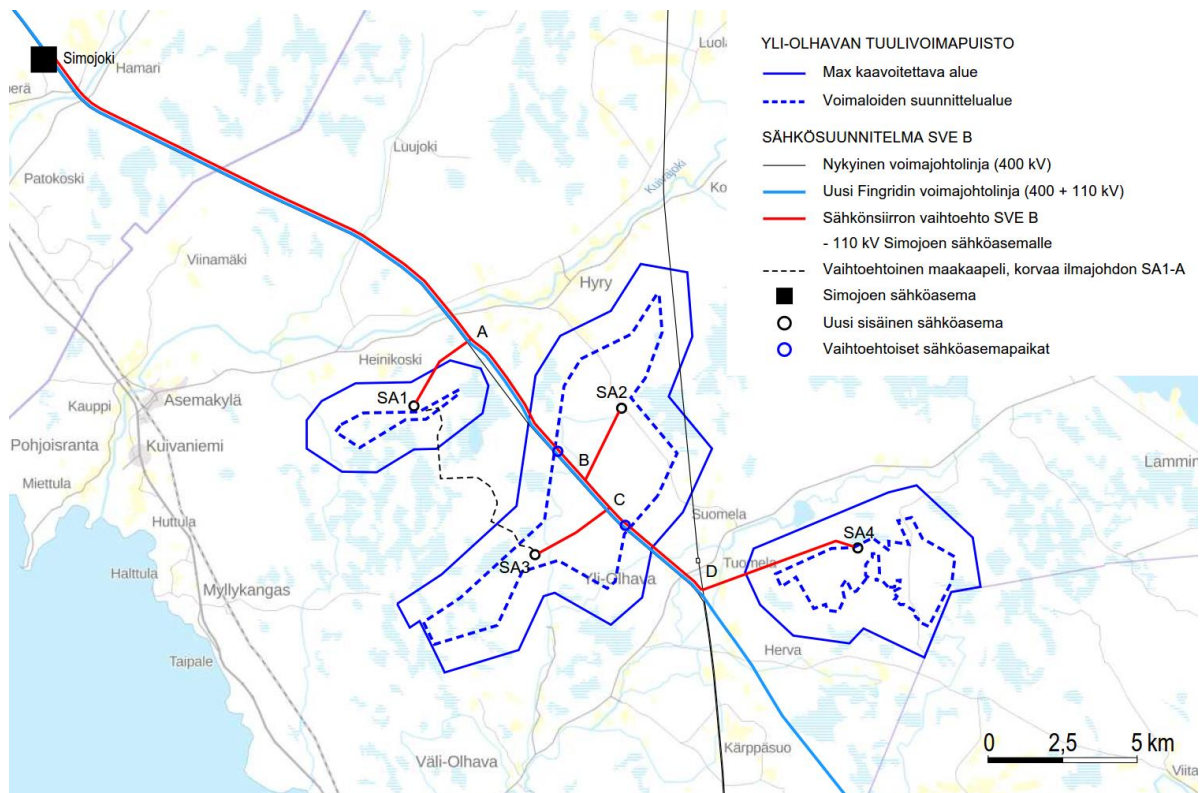 Simojoki
Hamari
perä
Luola
Luujoki
Patokoski
Kuivajoki
Ko
Viinamäki
Hyry
A
Heinikoski
SA1
SA2
Kauppi
Asemakylä
Pohjoisranta
Kuivaniemi
B
Miettula
C
Lammin
Huttula
Suomela
SA4
SA3
Tuomela
Halttula
Yli-Olhava
D
Myllykangas
Taipale
Herva
Kärppäsuo
Väli-Olhava
Viita
YLI-OLHAVAN TUULIVOIMAPUISTO
Max kaavoitettava alue
Voimaloiden suunnittelualue
SÄHKÖSUUNNITELMA SVE B
Nykyinen voimajohtolinja (400 kV)
Uusi Fingridin voimajohtolinja (400 + 110 kV)
Sähkönsiirron vaihtoehto SVE B
- 110 kV Simojoen sähköasemalle
Vaihtoehtoinen maakaapeli, korvaa ilmajohdon SA1-A
Simojoen sähköasema
Uusi sisäinen sähköasema
Vaihtoehtoiset sähköasemapaikat
0 2,5 5 km